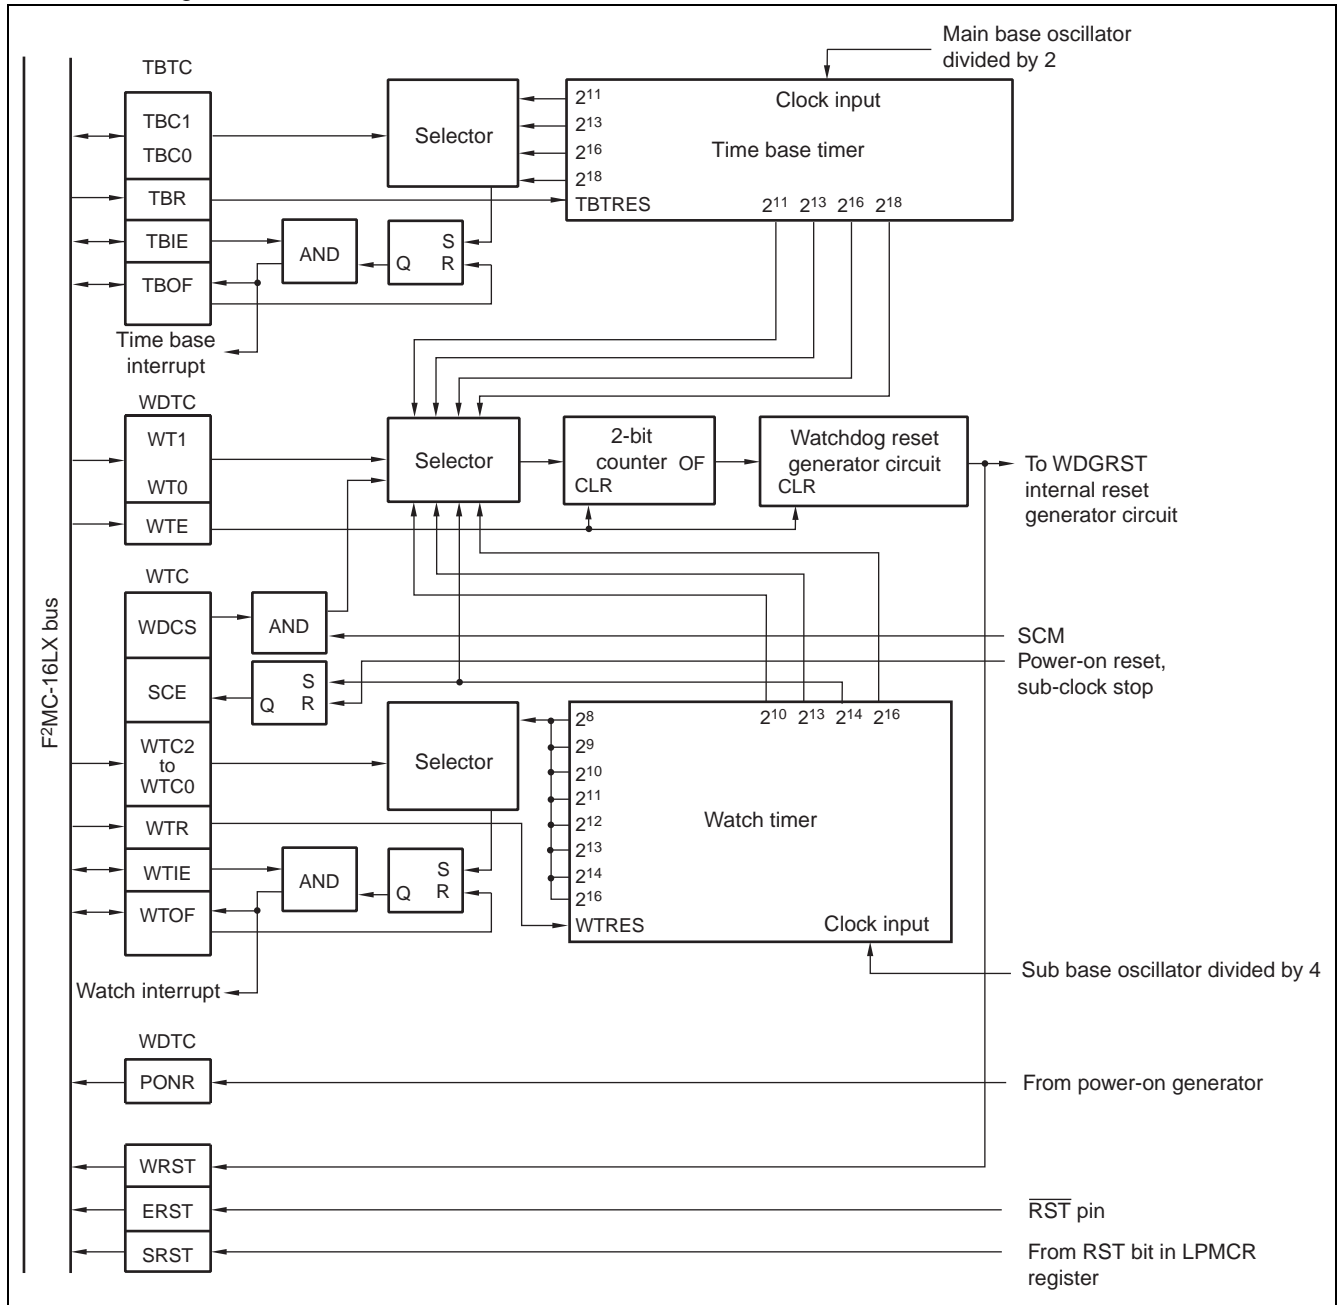 Main base oscillator
divided by 2
TBTC
TBC1
TBC0
TBR
TBIE
TBOF
Selector
2¹¹
2¹³
2¹⁶
2¹⁸
TBTRES
Clock input
Time base timer
2¹¹ 2¹³ 2¹⁶ 2¹⁸
AND
S
Q R
Time base
interrupt
WDTC
WT1
WT0
WTE
Selector
2-bit
counter OF
CLR
Watchdog reset
generator circuit
CLR
To WDGRST
internal reset
generator circuit
F²MC-16LX bus
WTC
WDCS
SCE
WTC2
to
WTC0
WTR
WTIE
WTOF
AND
SCM
Power-on reset,
sub-clock stop
S
Q R
Selector
2⁸
2⁹
2¹⁰
2¹¹
2¹²
2¹³
2¹⁴
2¹⁶
WTRES
2¹⁰ 2¹³ 2¹⁴ 2¹⁶
Watch timer
Clock input
AND
S
Q R
Sub base oscillator divided by 4
Watch interrupt
WDTC
PONR
From power-on generator
WRST
ERST
RST pin
SRST
From RST bit in LPMCR
register